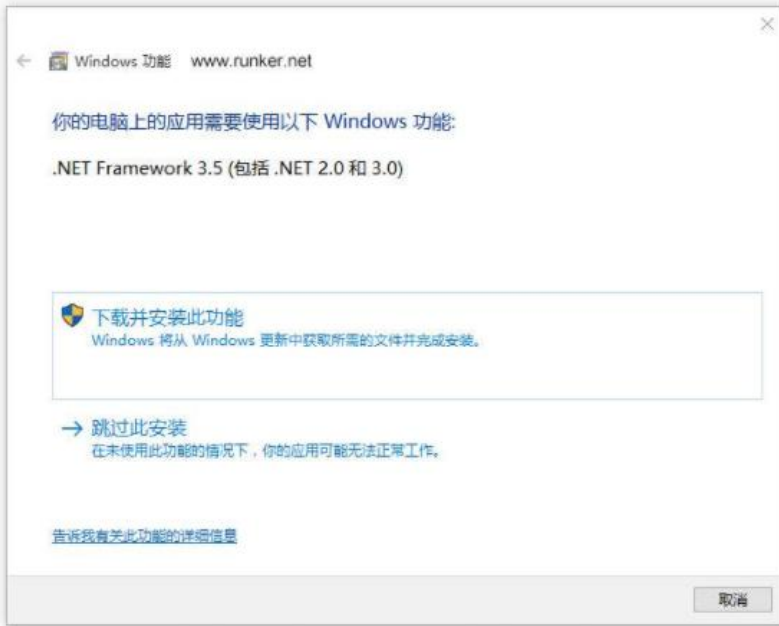 Windows 功能 www.runker.net
你的电脑上的应用需要使用以下 Windows 功能:
.NET Framework 3.5 (包括 .NET 2.0 和 3.0)
下载并安装此功能
Windows 将从 Windows 更新中获取所需的文件并完成安装。
跳过此安装
在未使用此功能的情况下，你的应用可能无法正常工作。
告诉我有关此功能的详细信息
取消